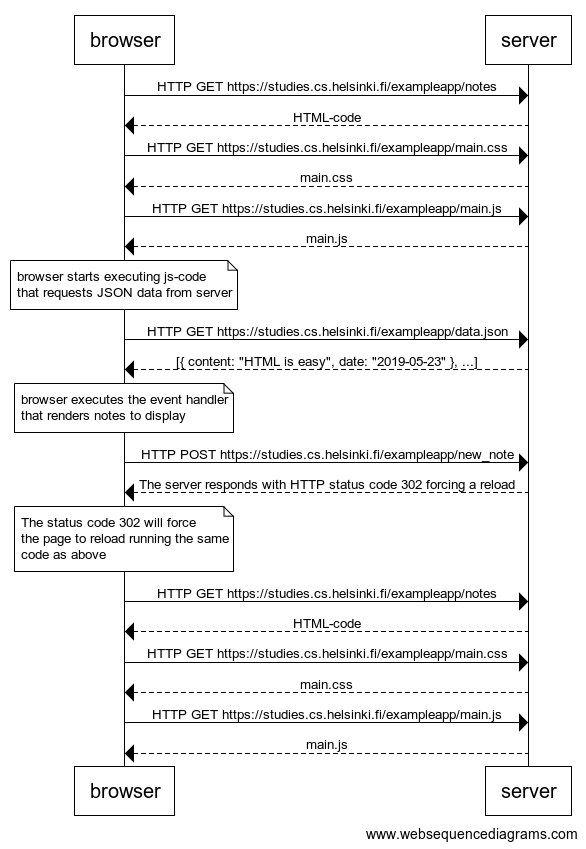 browser
server
HTTP GET https://studies.cs.helsinki.fi/exampleapp/notes
HTML-code
HTTP GET https://studies.cs.helsinki.fi/exampleapp/main.css
main.css
HTTP GET https://studies.cs.helsinki.fi/exampleapp/main.js
main.js
browser starts executing js-code
that requests JSON data from server
HTTP GET https://studies.cs.helsinki.fi/exampleapp/data.json
[{ content: "HTML is easy", date: "2019-05-23" }, ...]
browser executes the event handler
that renders notes to display
HTTP POST https://studies.cs.helsinki.fi/exampleapp/new_note
The server responds with HTTP status code 302 forcing a reload
The status code 302 will force
the page to reload running the same
code as above
HTTP GET https://studies.cs.helsinki.fi/exampleapp/notes
HTML-code
HTTP GET https://studies.cs.helsinki.fi/exampleapp/main.css
main.css
HTTP GET https://studies.cs.helsinki.fi/exampleapp/main.js
main.js
browser
server
www.websequencediagrams.com